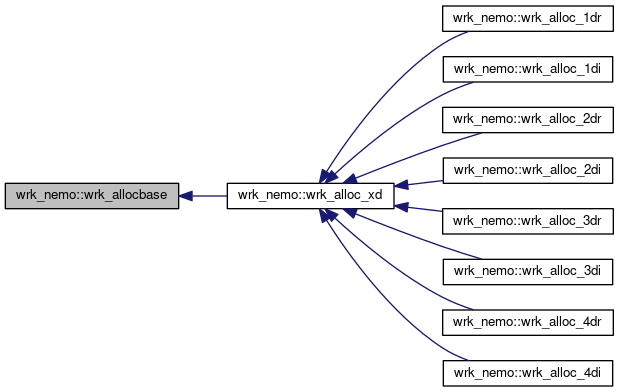 wrk_nemo::wrk_allocbase
wrk_nemo::wrk_alloc_xd
wrk_nemo::wrk_alloc_1dr
wrk_nemo::wrk_alloc_1di
wrk_nemo::wrk_alloc_2dr
wrk_nemo::wrk_alloc_2di
wrk_nemo::wrk_alloc_3dr
wrk_nemo::wrk_alloc_3di
wrk_nemo::wrk_alloc_4dr
wrk_nemo::wrk_alloc_4di